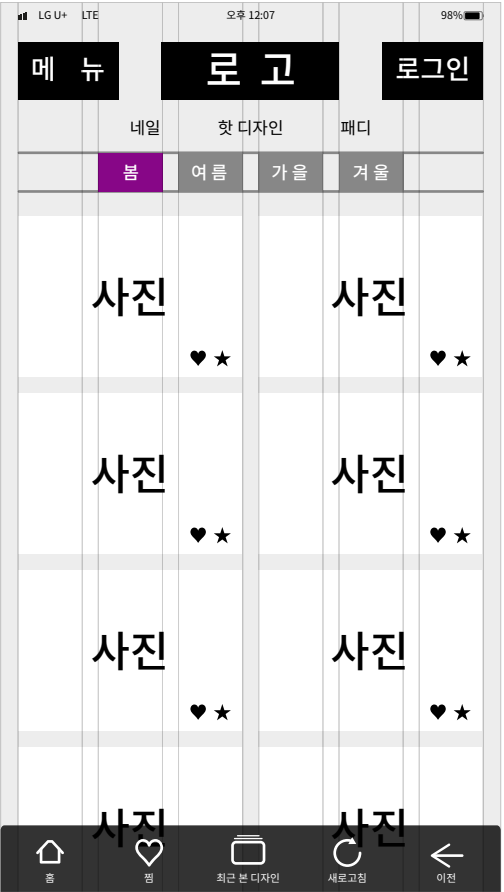 LG U+ LTE 오후 12:07 98%
메 뉴 로 고 로그인
네일 핫 디자인 패디
봄 여름 가을 겨울
사진 사진
사진 사진
사진 사진
사진 사진
홈 찜 최근 본 디자인 새로고침 이전